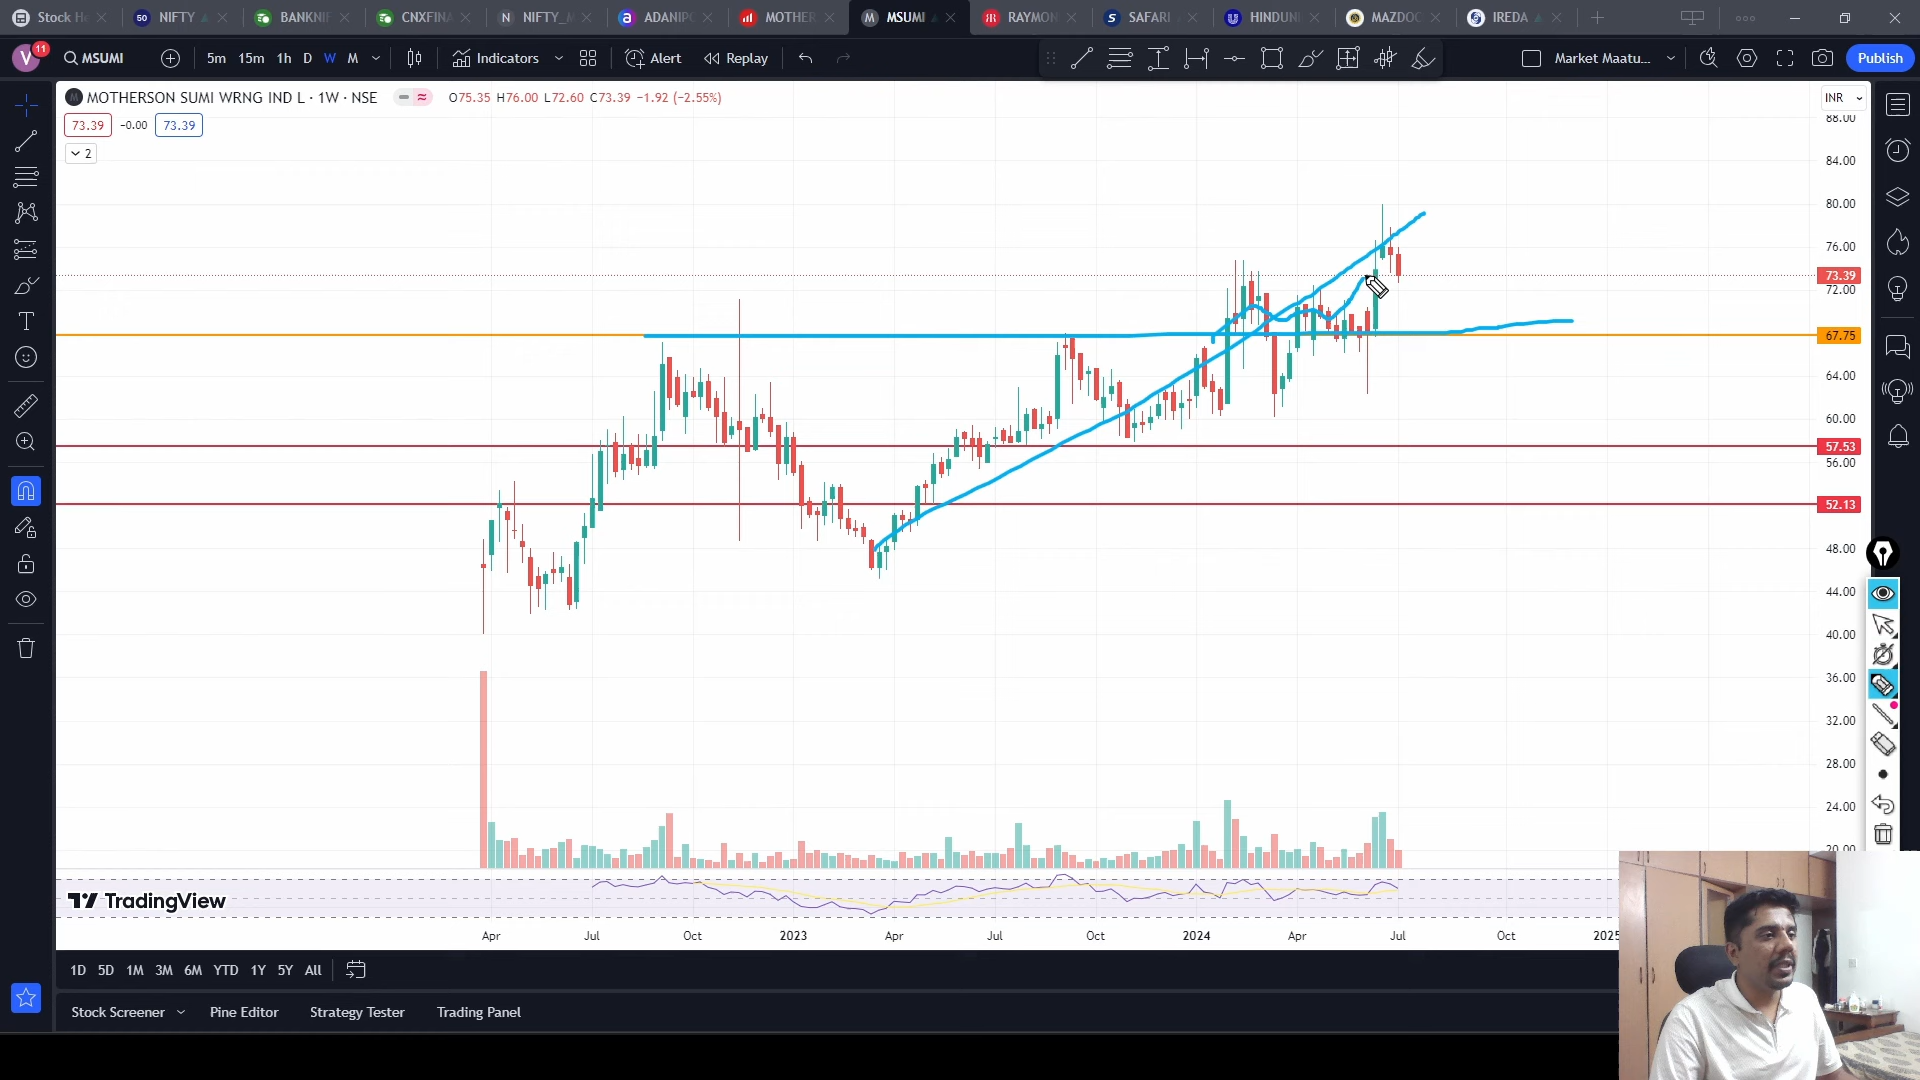 Stock H
50 NIFTY
BANKNIF
CNXFINA
NIFTY_
ADANIPO
MOTHER
MSUMI
RAYMON
SAFARI
HINDUN
MAZDOC
IREDA
V 11 MSUMI 5m 15m 1h D W M Indicators Alert Replay Market Maatu... Publish
MOTHERSON SUMI WRNG IND L · 1W · NSE O75.35 H76.00 L72.60 C73.39 −1.92 (−2.55%)
73.39 -0.00 73.39
2
INR
88.00
84.00
80.00
76.00
73.39
72.00
67.75
64.00
60.00
57.53
56.00
52.13
48.00
44.00
40.00
36.00
32.00
28.00
24.00
20.00
TradingView
Apr Jul Oct 2023 Apr Jul Oct 2024 Apr Jul Oct 2025
1D 5D 1M 3M 6M YTD 1Y 5Y All
Stock Screener Pine Editor Strategy Tester Trading Panel